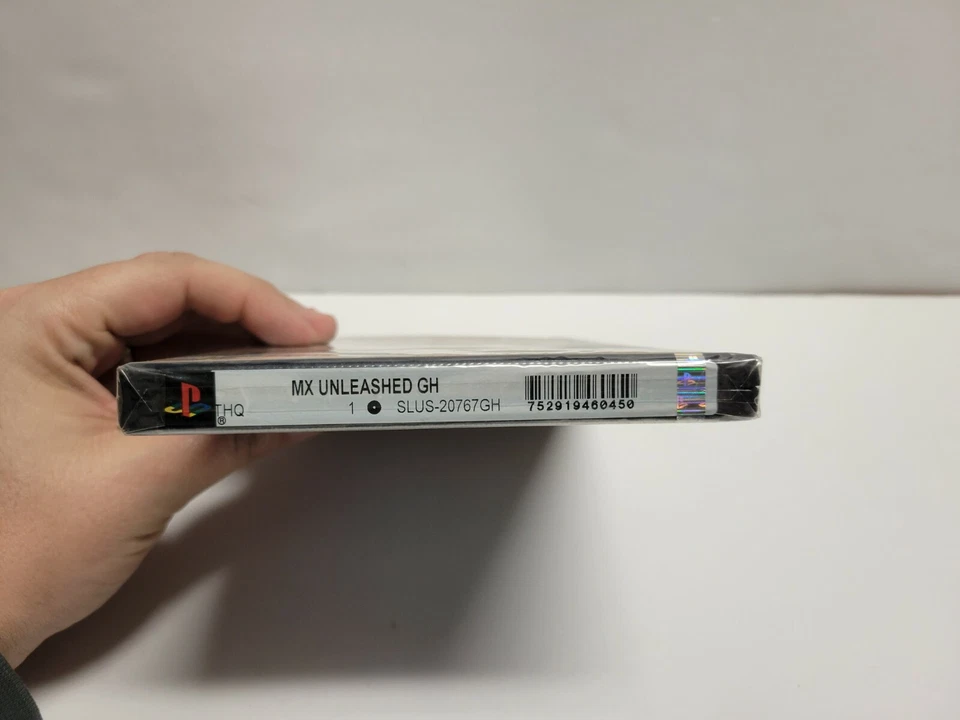 MX UNLEASHED GH
THQ
®
1 SLUS-20767GH
752919460450